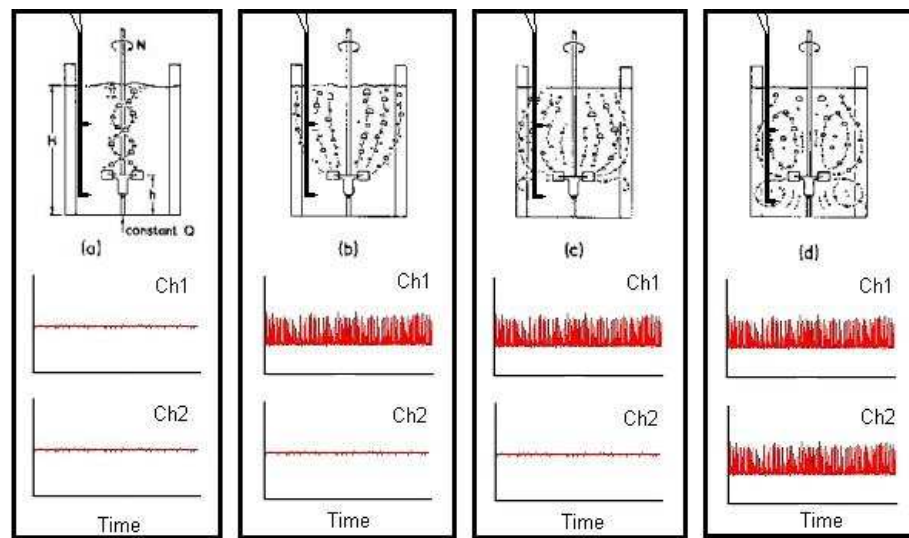 N
H
h
constant Q
(a)
Ch1
Ch2
Time
(b)
Ch1
Ch2
Time
(c)
Ch1
Ch2
Time
(d)
Ch1
Ch2
Time